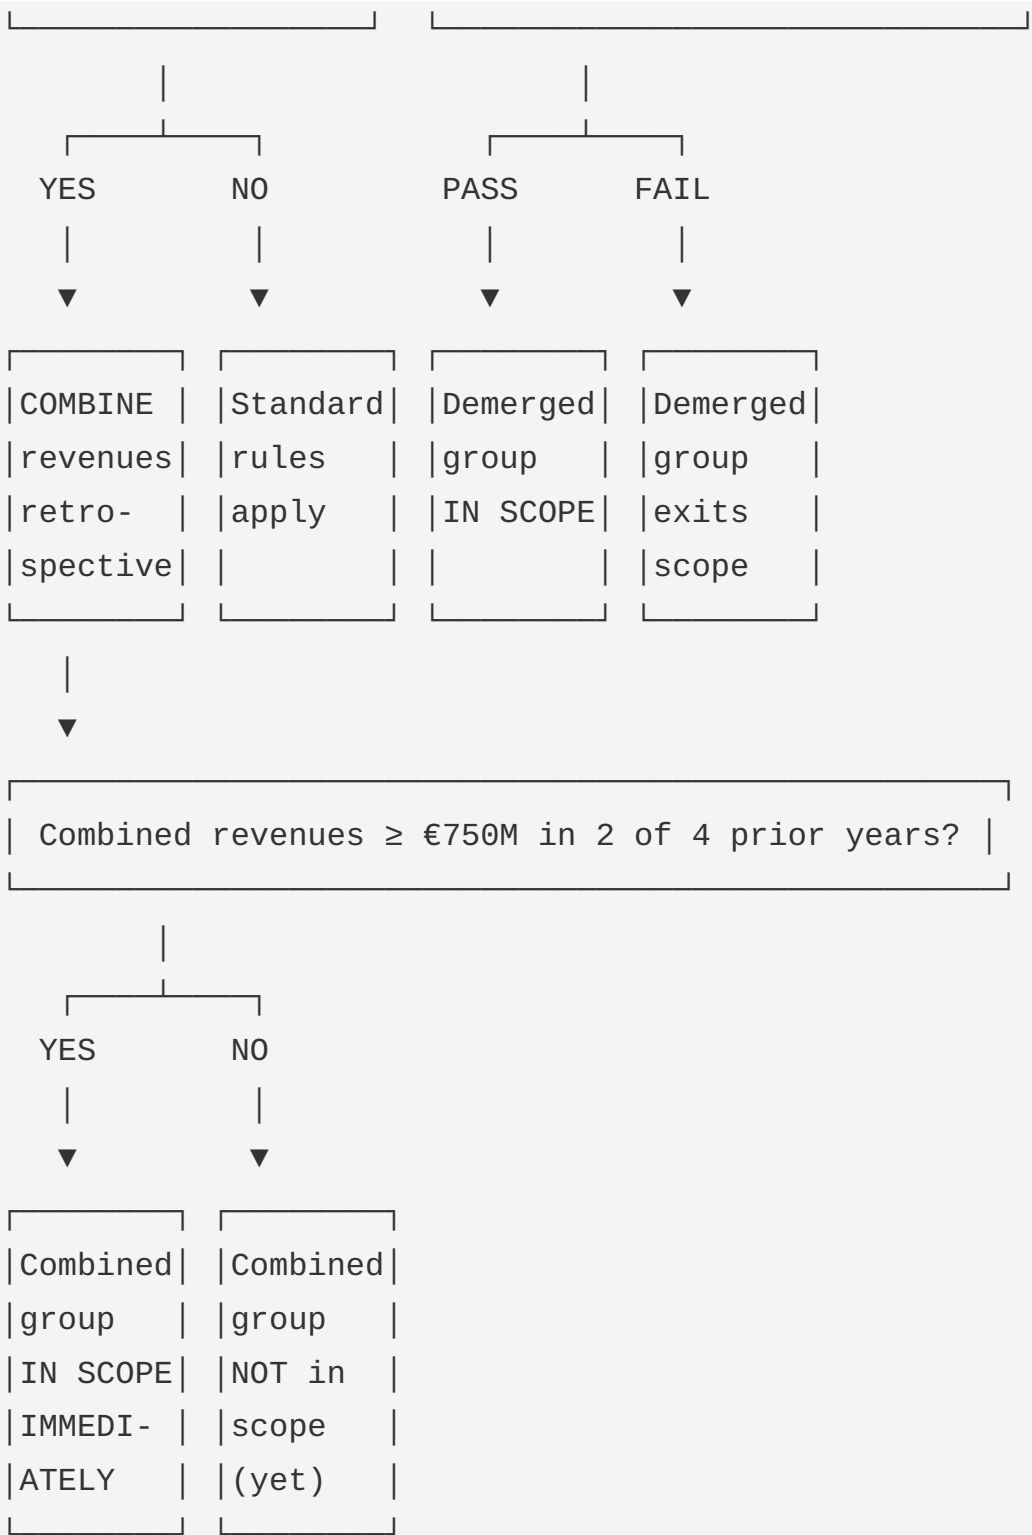 YES NO PASS FAIL
COMBINE Standard Demerged Demerged
revenues rules group group
retro- apply IN SCOPE exits
spective scope
Combined revenues ≥ €750M in 2 of 4 prior years?
YES NO
Combined Combined
group group
IN SCOPE NOT in
IMMEDI- scope
ATELY (yet)